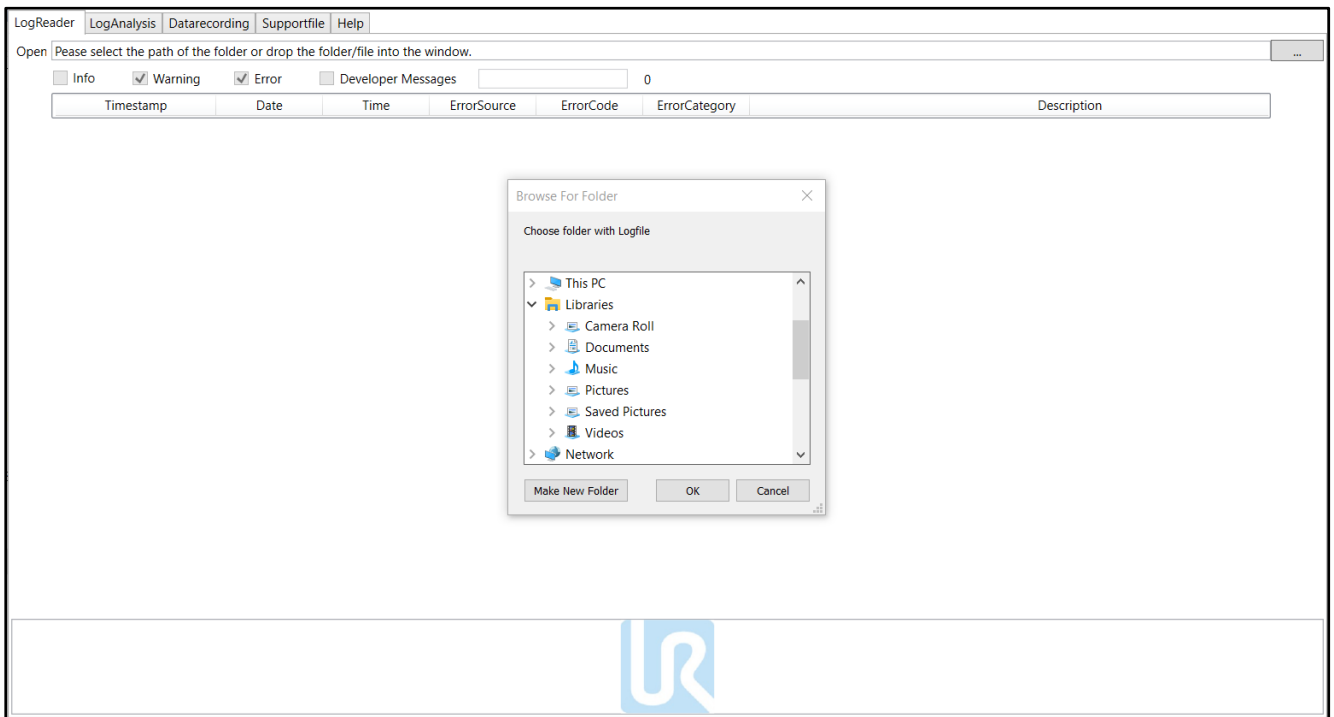 LogReader LogAnalysis Datarecording Supportfile Help
Open Pease select the path of the folder or drop the folder/file into the window. ...
Info Warning Error Developer Messages 0
Timestamp Date Time ErrorSource ErrorCode ErrorCategory Description
Browse For Folder
Choose folder with Logfile
This PC
Libraries
Camera Roll
Documents
Music
Pictures
Saved Pictures
Videos
Network
Make New Folder OK Cancel
UR